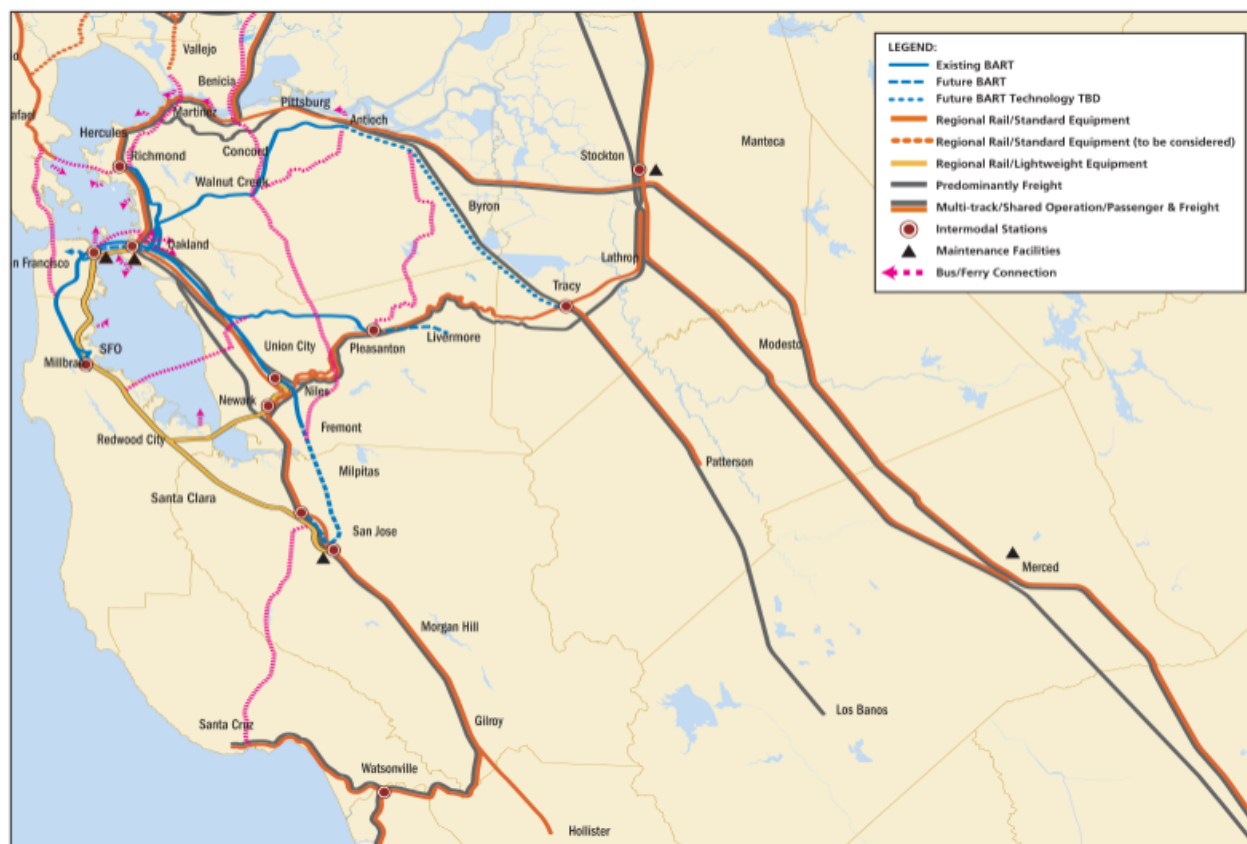 LEGEND:
Existing BART
Future BART
Future BART Technology TBD
Regional Rail/Standard Equipment
Regional Rail/Standard Equipment (to be considered)
Regional Rail/Lightweight Equipment
Predominantly Freight
Multi-track/Shared Operation/Passenger & Freight
Intermodal Stations
Maintenance Facilities
Bus/Ferry Connection
Vallejo
Benicia
Pittsburg
Martinez
afael
Antioch
Hercules
Richmond
Concord
Walnut Creek
Stockton
Manteca
Byron
Oakland
n Francisco
Lathrop
Tracy
SFO
Millbrae
Union City
Pleasanton
Livermore
Modesto
Newark
Niles
Redwood City
Fremont
Milpitas
Patterson
Santa Clara
San Jose
Merced
Morgan Hill
Santa Cruz
Gilroy
Los Banos
Watsonville
Hollister